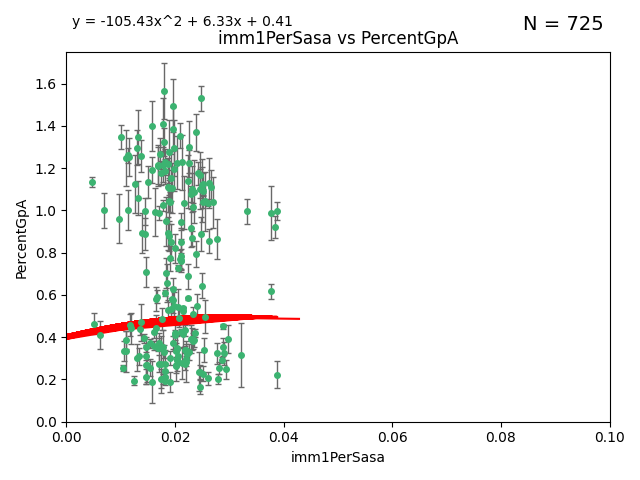 y = -105.43x^2 + 6.33x + 0.41
N = 725
imm1PerSasa vs PercentGpA
PercentGpA
1.6
1.4
1.2
1.0
0.8
0.6
0.4
0.2
0.0
0.00 0.02 0.04 0.06 0.08 0.10
imm1PerSasa